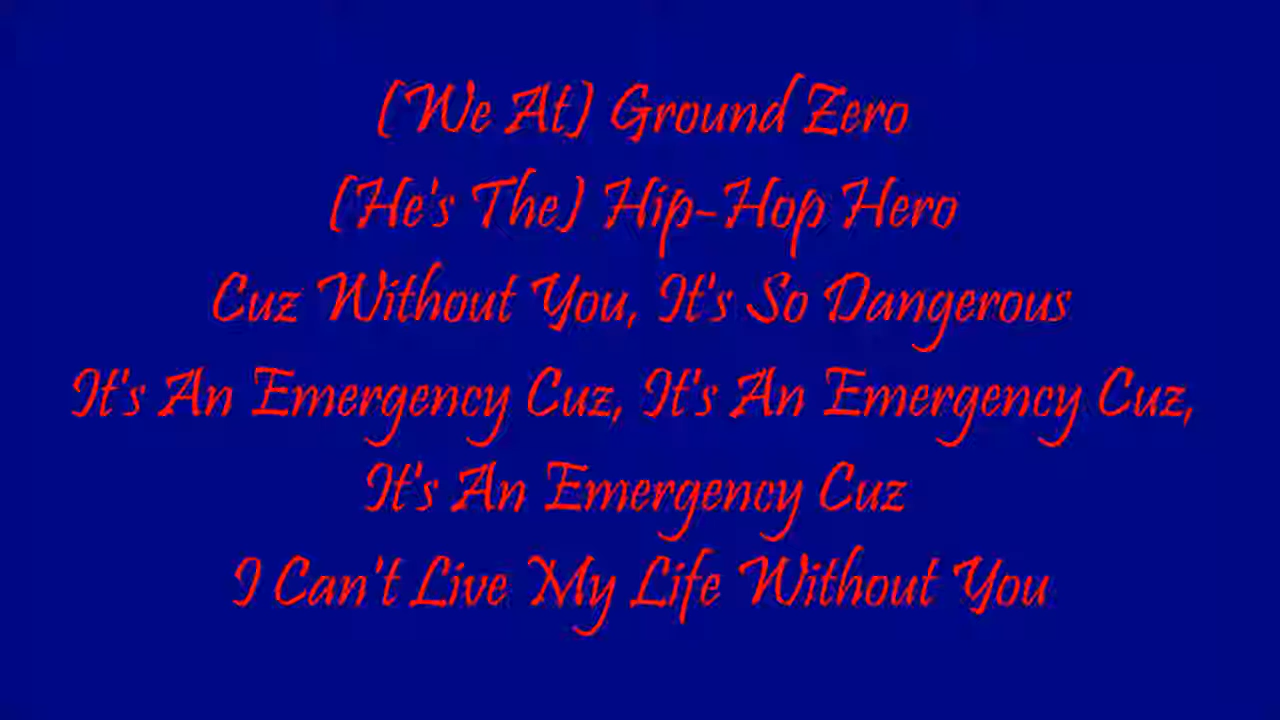 (We At) Ground Zero
(He's The) Hip-Hop Hero
Cuz Without You, It's So Dangerous
It's An Emergency Cuz, It's An Emergency Cuz,
It's An Emergency Cuz
I Can't Live My Life Without You